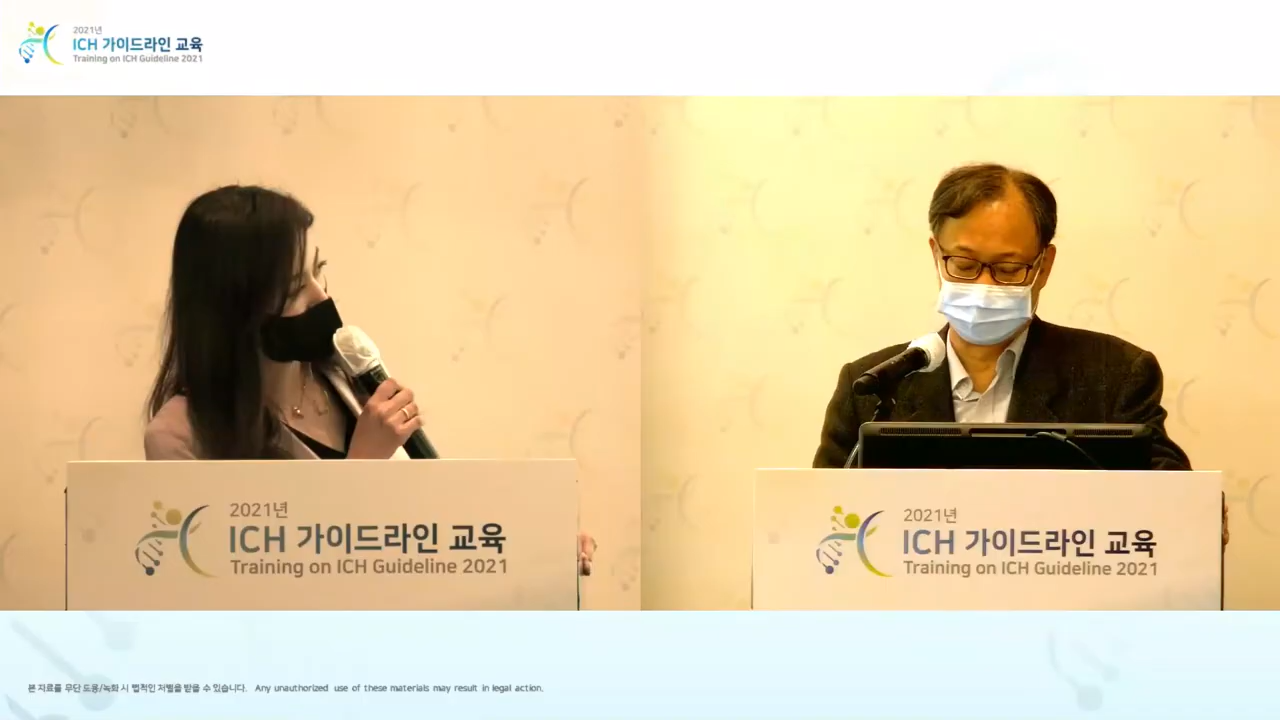 2021년
ICH 가이드라인 교육
Training on ICH Guideline 2021
2021년
ICH 가이드라인 교육
Training on ICH Guideline 2021
2021년
ICH 가이드라인 교육
Training on ICH Guideline 2021
본 자료를 무단 도용/녹화 시 법적인 처벌을 받을 수 있습니다. Any unauthorized use of these materials may result in legal action.